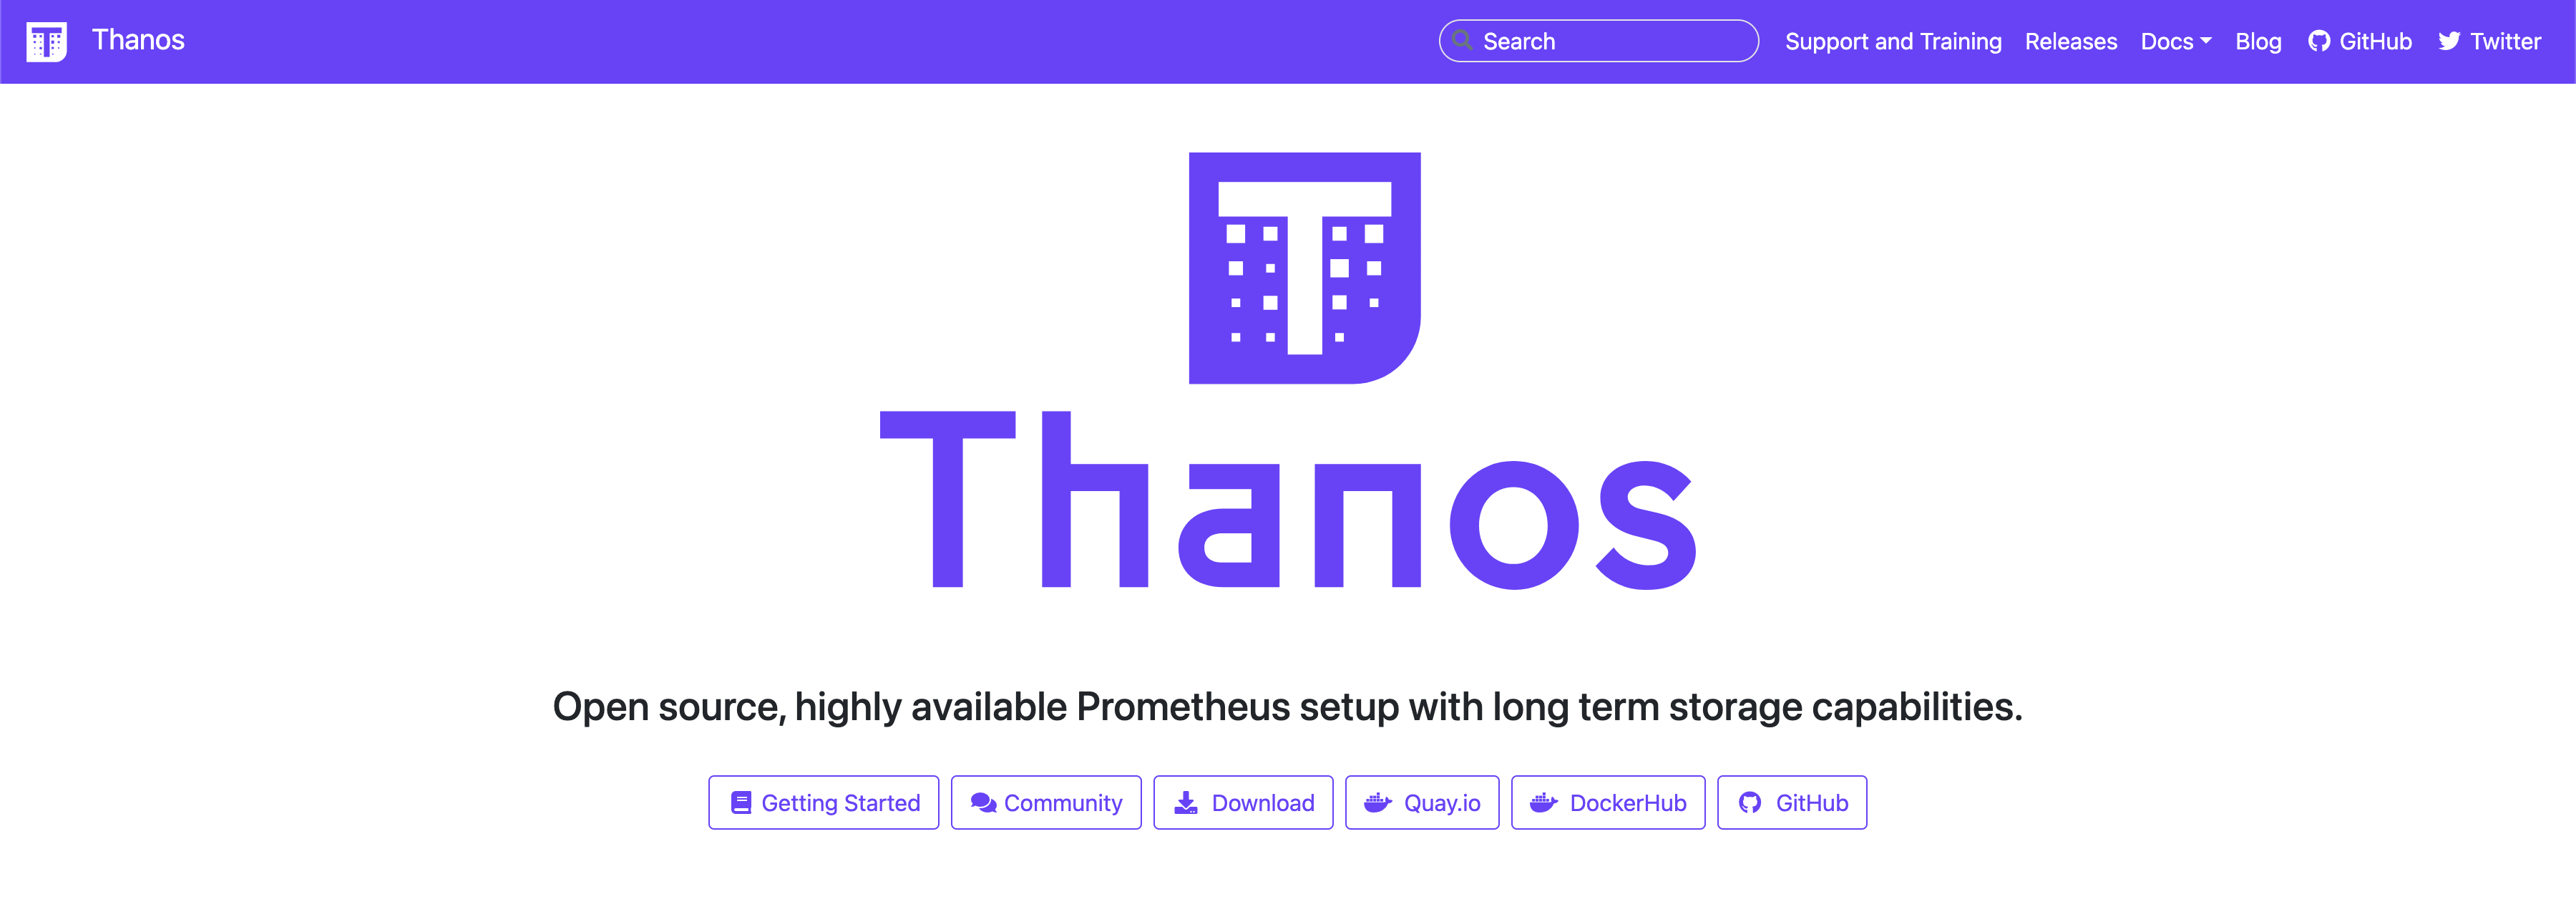 Thanos
Search
Support and Training
Releases
Docs
Blog
GitHub
Twitter
T
Thanos
Open source, highly available Prometheus setup with long term storage capabilities.
Getting Started
Community
Download
Quay.io
DockerHub
GitHub